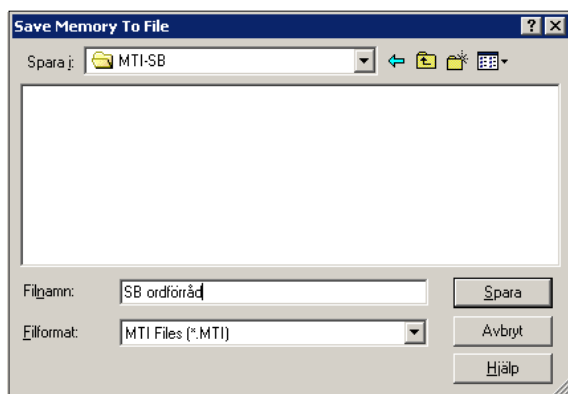 Save Memory To File
Spara i: MTI-SB
Filnamn: SB ordförråd Spara
Filformat: MTI Files (*.MTI) Avbryt
Hjälp